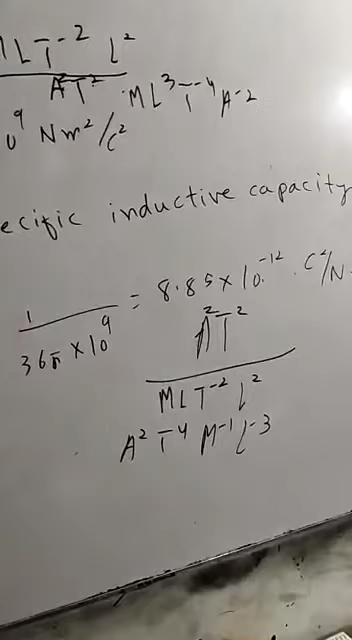 MLT⁻² L²
A²T² ML³T⁻⁴A⁻²
0⁹ Nm²/C²
ecific inductive capacity
1 / 36π × 10⁹ = 8.85 × 10⁻¹² C²/N
A²T²
MLT⁻² L²
A² T⁴ M⁻¹ L⁻³